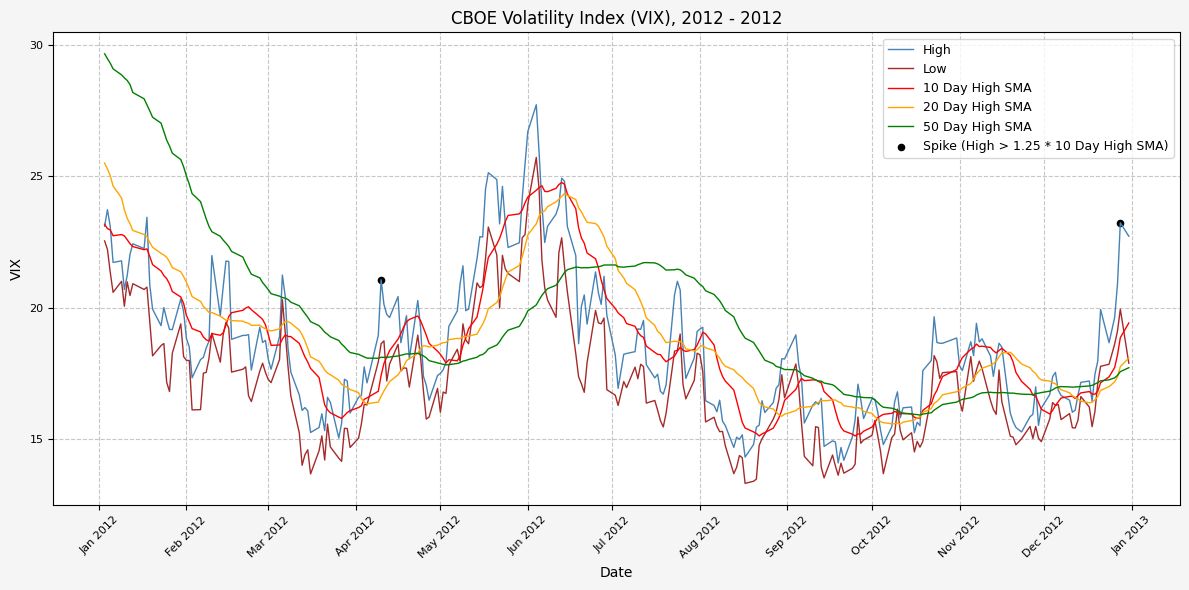 CBOE Volatility Index (VIX), 2012 - 2012
30
25
20
15
VIX
High
Low
10 Day High SMA
20 Day High SMA
50 Day High SMA
Spike (High > 1.25 * 10 Day High SMA)
Jan 2012
Feb 2012
Mar 2012
Apr 2012
May 2012
Jun 2012
Jul 2012
Aug 2012
Sep 2012
Oct 2012
Nov 2012
Dec 2012
Jan 2013
Date